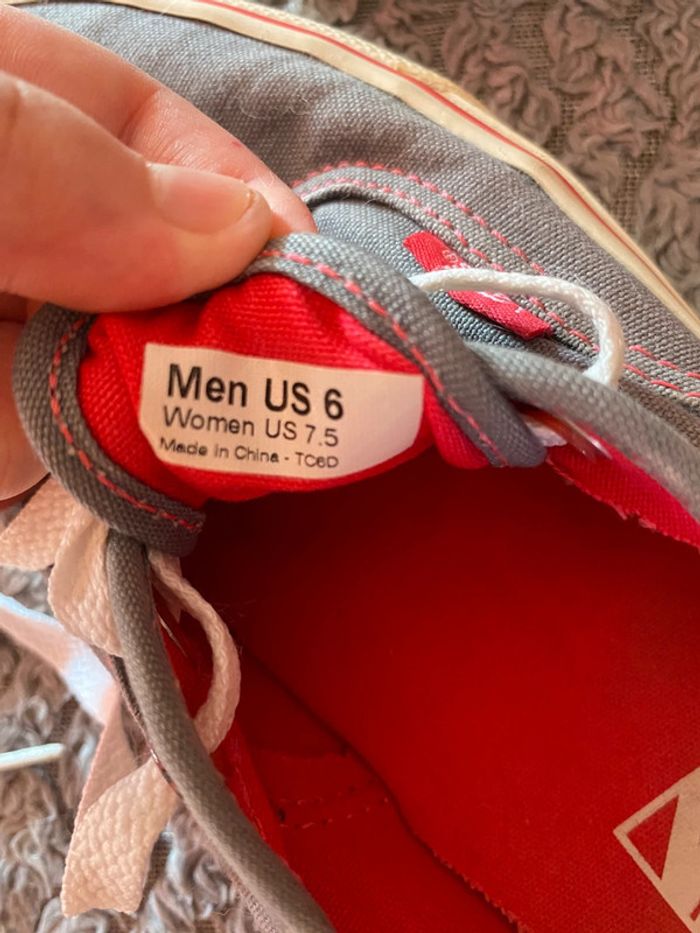 Men US 6
Women US 7.5
Made in China - TC6D